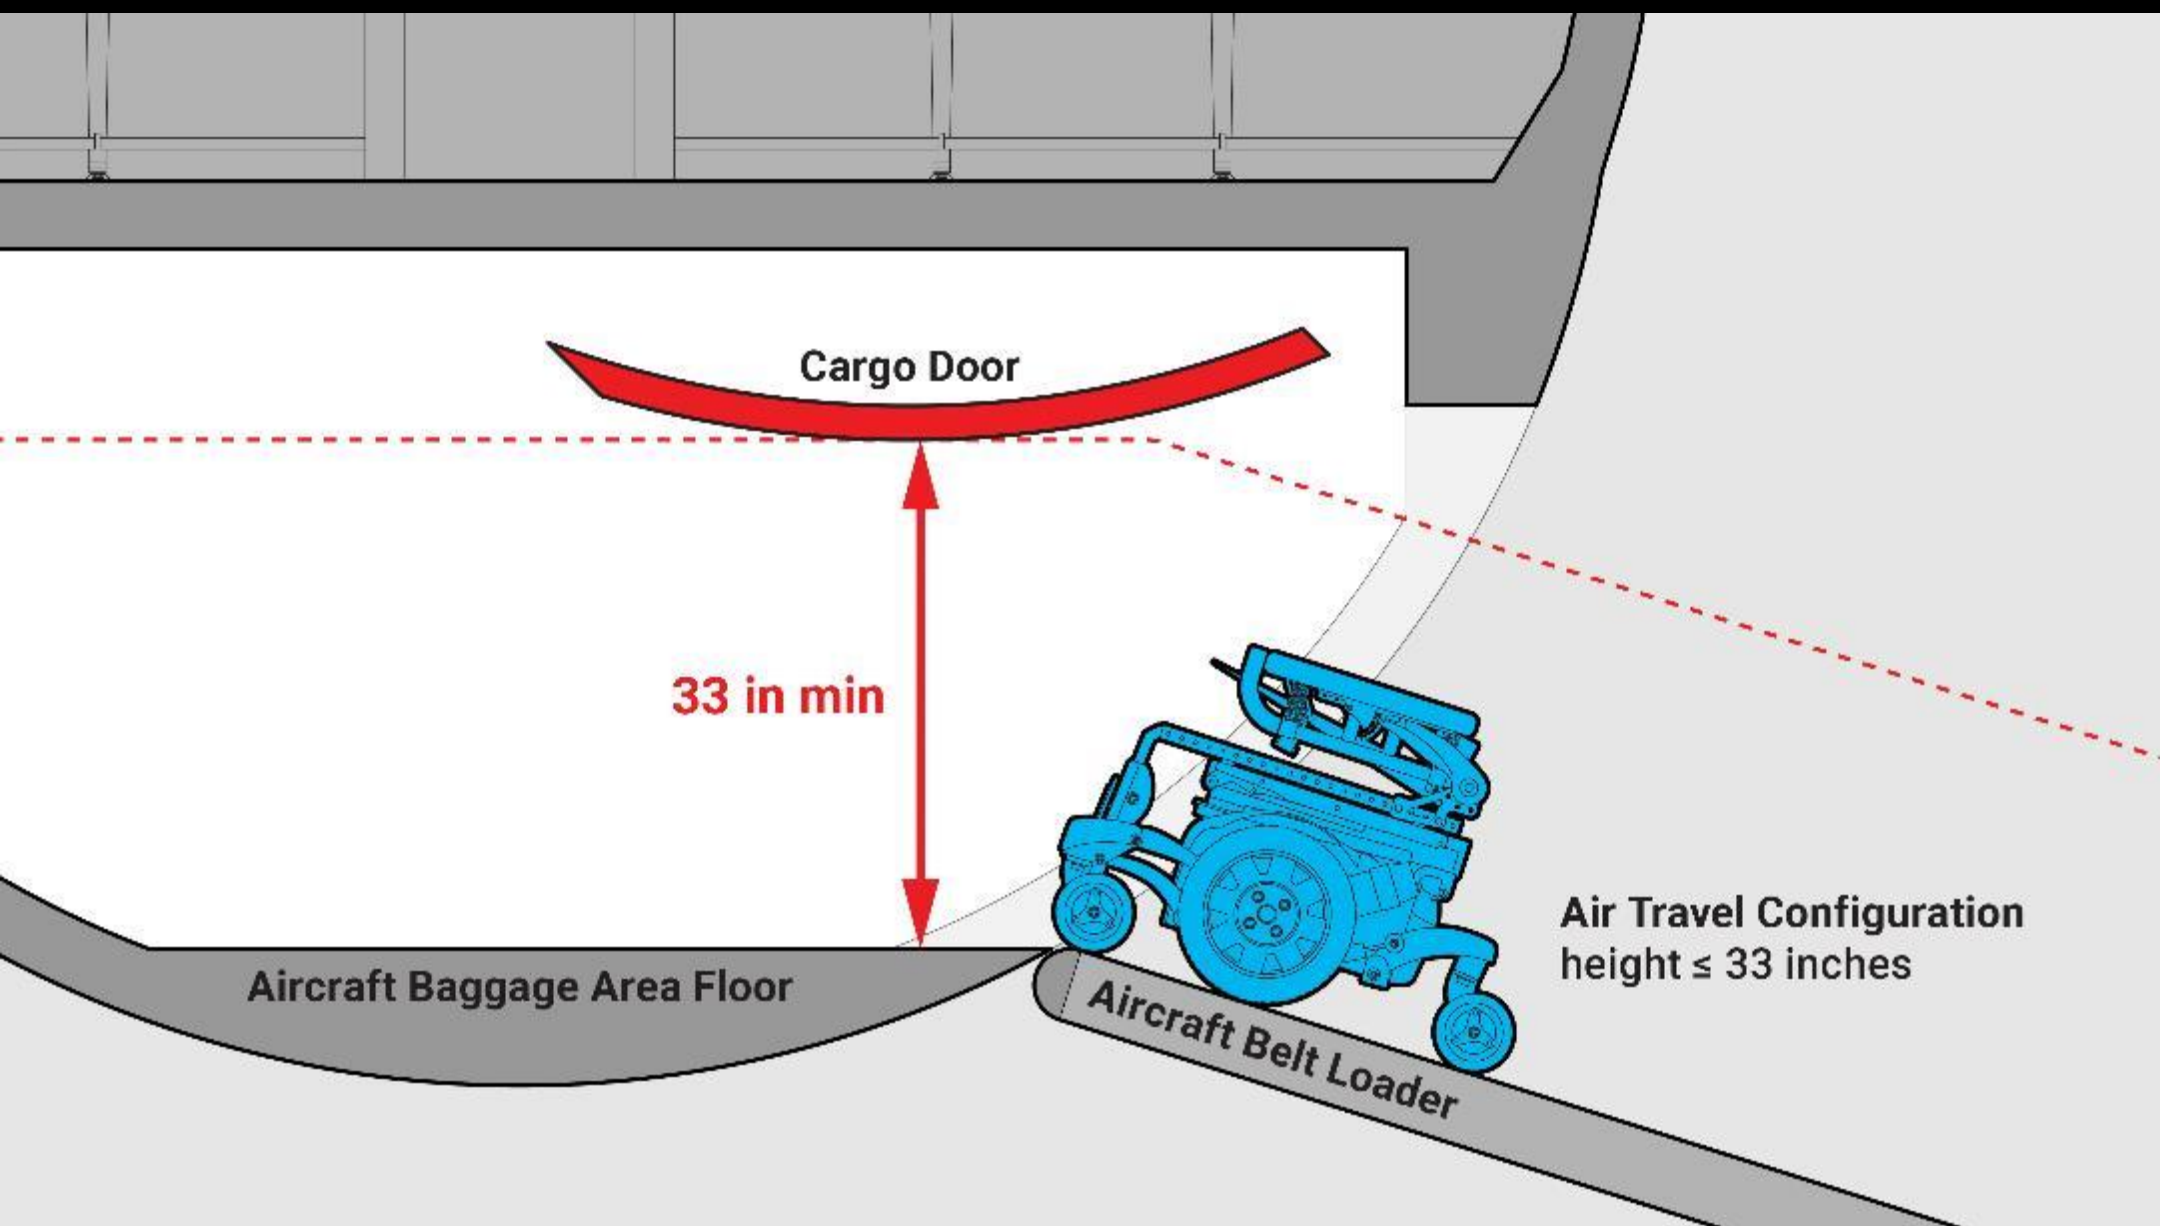 Cargo Door
33 in min
Air Travel Configuration
height ≤ 33 inches
Aircraft Baggage Area Floor
Aircraft Belt Loader